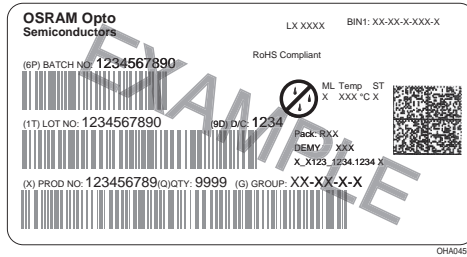 OSRAM Opto
Semiconductors
LX XXXX
BIN1: XX-XX-X-XXX-X
RoHS Compliant
(6P) BATCH NO: 1234567890
ML Temp ST
X XXX °C X
(1T) LOT NO: 1234567890
(9D) D/C: 1234
Pack: RXX
DEMY XXX
X_X123_1234.1234 X
(X) PROD NO: 123456789
(Q)QTY: 9999
(G) GROUP: XX-XX-X-X
EXAMPLE
OHA045